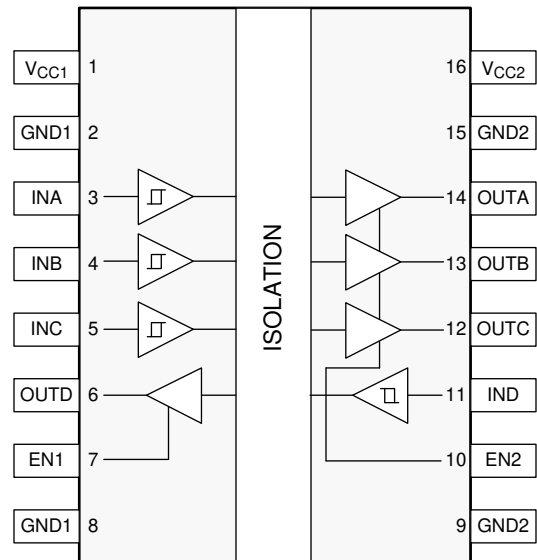 VCC1 1 16 VCC2
GND1 2 15 GND2
INA 3 14 OUTA
INB 4 13 OUTB
INC 5 12 OUTC
OUTD 6 11 IND
EN1 7 10 EN2
GND1 8 9 GND2
ISOLATION